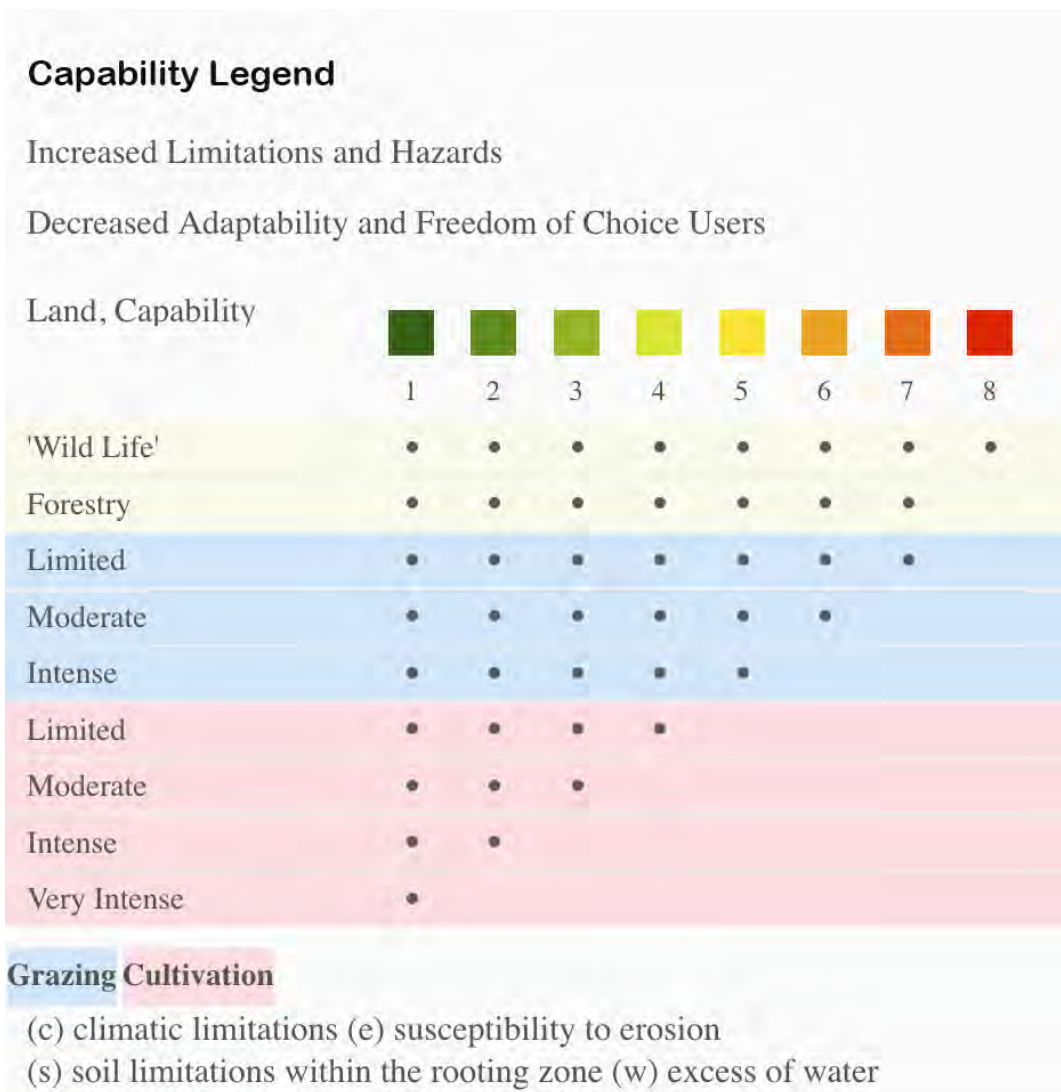 Capability Legend
Increased Limitations and Hazards
Decreased Adaptability and Freedom of Choice Users
Land, Capability
1 2 3 4 5 6 7 8
'Wild Life' • • • • • • • •
Forestry • • • • • • •
Limited • • • • • • •
Moderate • • • • • •
Intense • • • • •
Limited • • • •
Moderate • • •
Intense • •
Very Intense •
Grazing Cultivation
(c) climatic limitations (e) susceptibility to erosion
(s) soil limitations within the rooting zone (w) excess of water